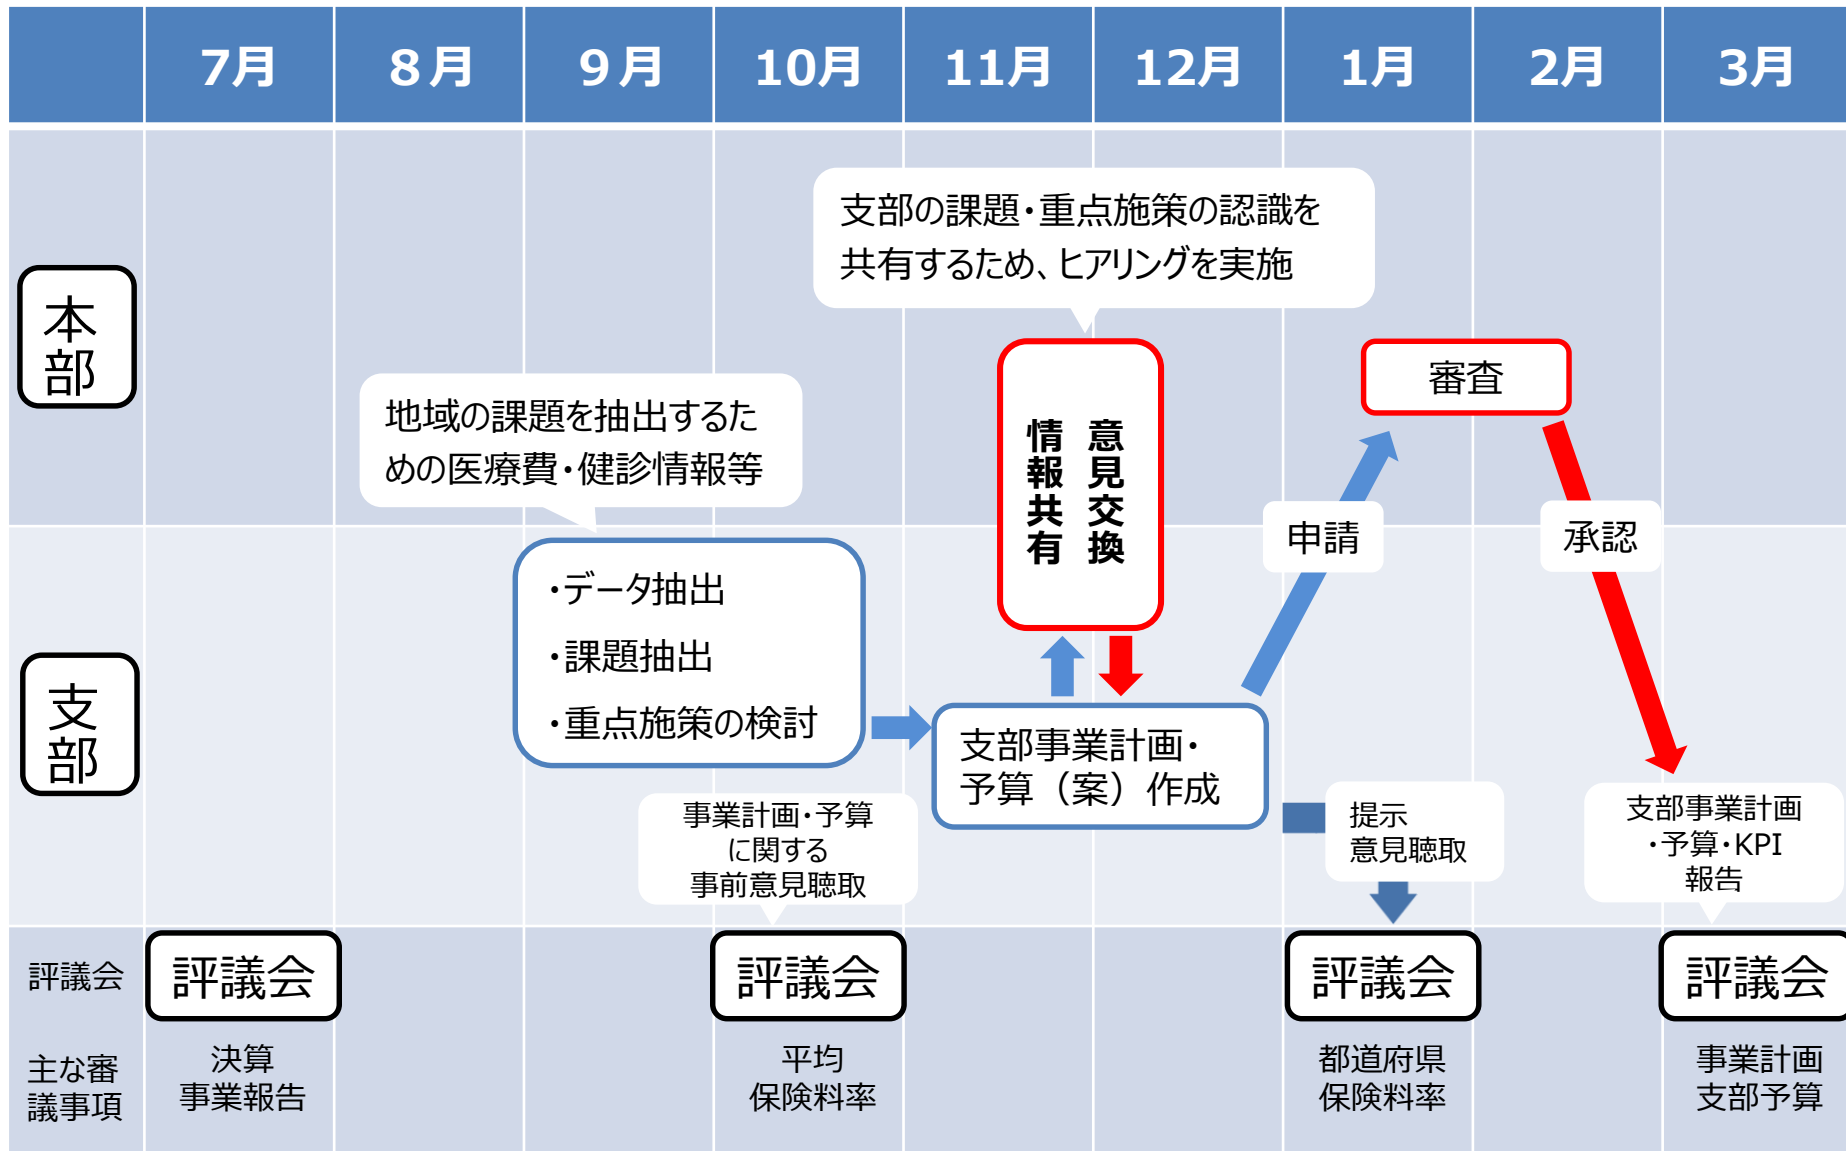 7月
8月
9月
10月
11月
12月
1月
2月
3月
本部
支部の課題・重点施策の認識を
共有するため、ヒアリングを実施
地域の課題を抽出するた
めの医療費・健診情報等
意見交換
情報共有
審査
申請
承認
支部
・データ抽出
・課題抽出
・重点施策の検討
支部事業計画・
予算（案）作成
事業計画・予算
に関する
事前意見聴取
提示
意見聴取
支部事業計画
・予算・KPI
報告
評議会
評議会
評議会
評議会
評議会
主な審
議事項
決算
事業報告
平均
保険料率
都道府県
保険料率
事業計画
支部予算